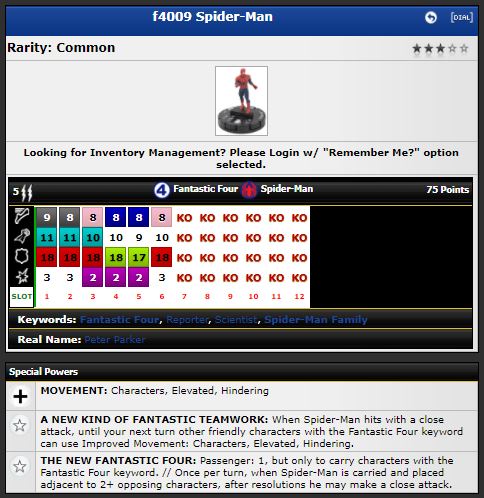 f4009 Spider-Man
[DIAL]
Rarity: Common
Looking for Inventory Management? Please Login w/ "Remember Me?" option
selected.
5 4 Fantastic Four Spider-Man 75 Points
9 8 8 8 8 8 KO KO KO KO KO KO
11 11 10 10 9 10 KO KO KO KO KO KO
18 18 18 18 17 18 KO KO KO KO KO KO
3 3 2 2 2 3 KO KO KO KO KO KO
SLOT 1 2 3 4 5 6 7 8 9 10 11 12
Keywords: Fantastic Four, Reporter, Scientist, Spider-Man Family
Real Name: Peter Parker
Special Powers
MOVEMENT: Characters, Elevated, Hindering
A NEW KIND OF FANTASTIC TEAMWORK: When Spider-Man hits with a close
attack, until your next turn other friendly characters with the Fantastic Four keyword
can use Improved Movement: Characters, Elevated, Hindering.
THE NEW FANTASTIC FOUR: Passenger: 1, but only to carry characters with the
Fantastic Four keyword. // Once per turn, when Spider-Man is carried and placed
adjacent to 2+ opposing characters, after resolutions he may make a close attack.